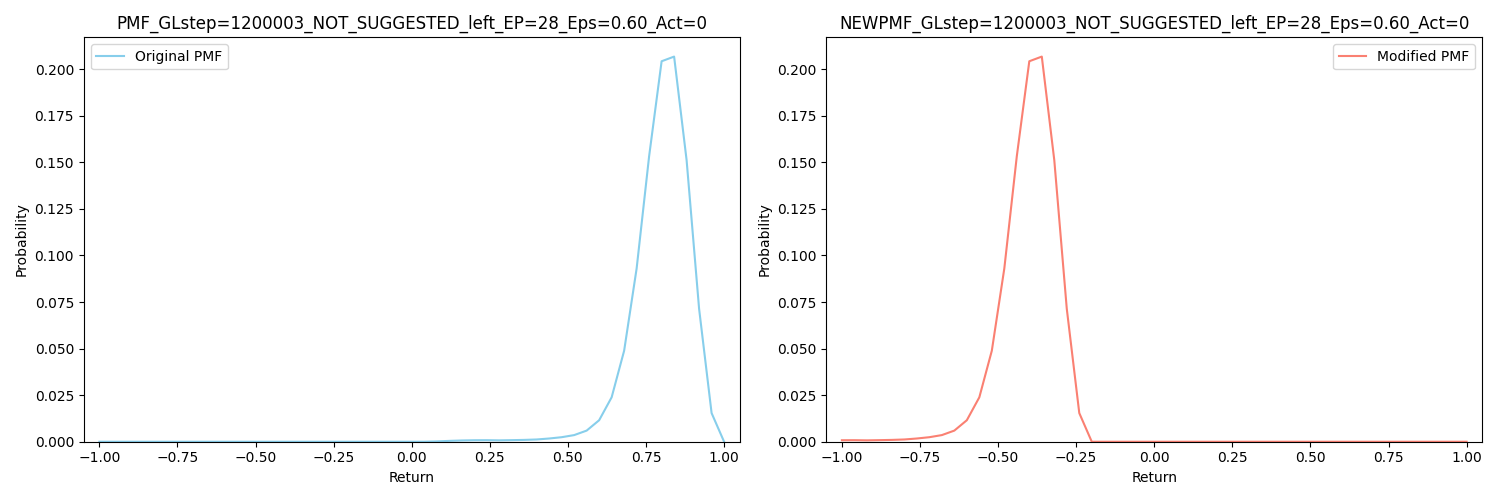 PMF_GLstep=1200003_NOT_SUGGESTED_left_EP=28_Eps=0.60_Act=0
Original PMF
0.200
0.175
0.150
0.125
0.100
0.075
0.050
0.025
0.000
Probability
−1.00 −0.75 −0.50 −0.25 0.00 0.25 0.50 0.75 1.00
Return
NEWPMF_GLstep=1200003_NOT_SUGGESTED_left_EP=28_Eps=0.60_Act=0
Modified PMF
0.200
0.175
0.150
0.125
0.100
0.075
0.050
0.025
0.000
Probability
−1.00 −0.75 −0.50 −0.25 0.00 0.25 0.50 0.75 1.00
Return